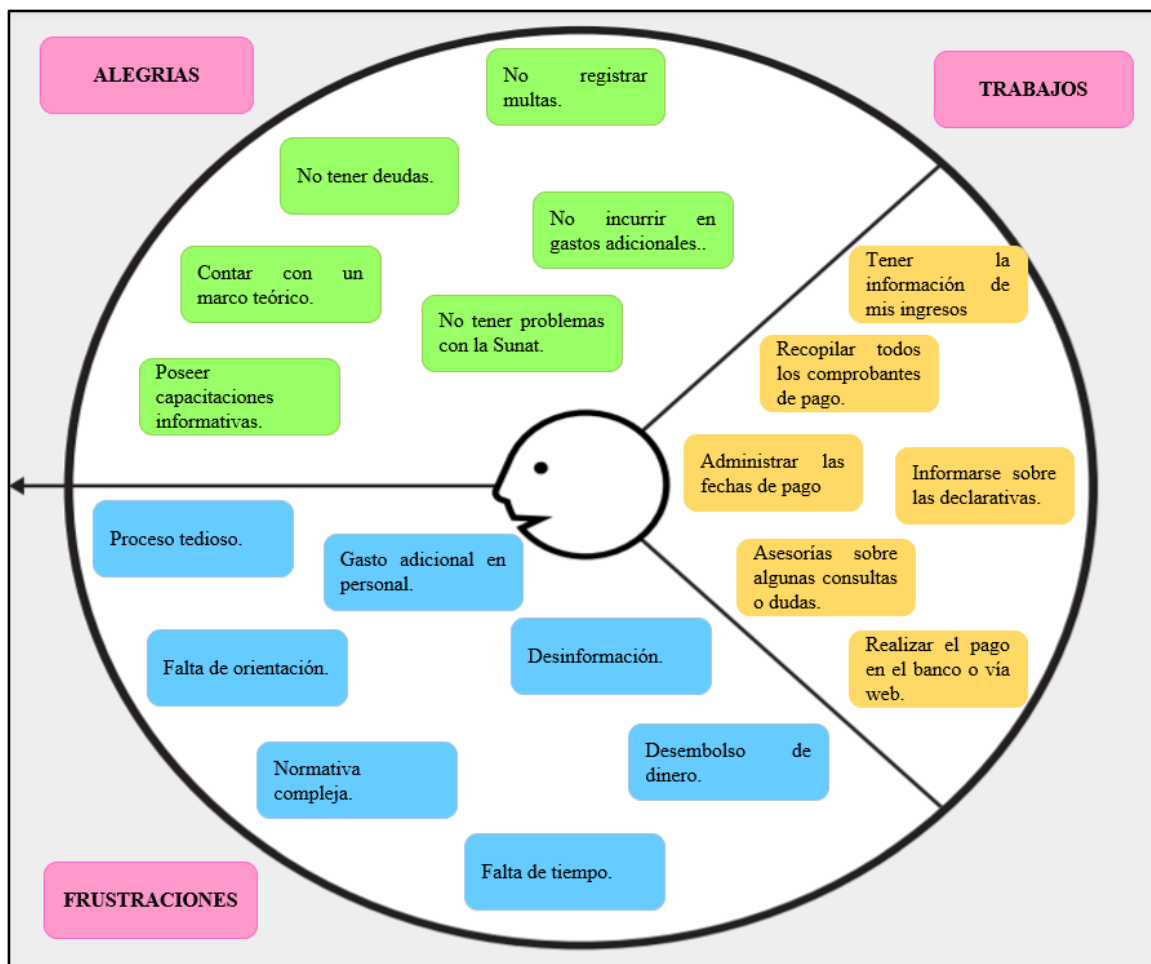 ALEGRIAS
TRABAJOS
No registrar
multas.
No tener deudas.
No incurrir en
gastos adicionales..
Contar con un
marco teórico.
No tener problemas
con la Sunat.
Poseer
capacitaciones
informativas.
Tener la
información de
mis ingresos
Recopilar todos
los comprobantes
de pago.
Administrar las
fechas de pago
Informarse sobre
las declarativas.
Asesorías sobre
algunas consultas
o dudas.
Realizar el pago
en el banco o vía
web.
Proceso tedioso.
Gasto adicional en
personal.
Falta de orientación.
Desinformación.
Normativa
compleja.
Desembolso de
dinero.
Falta de tiempo.
FRUSTRACIONES